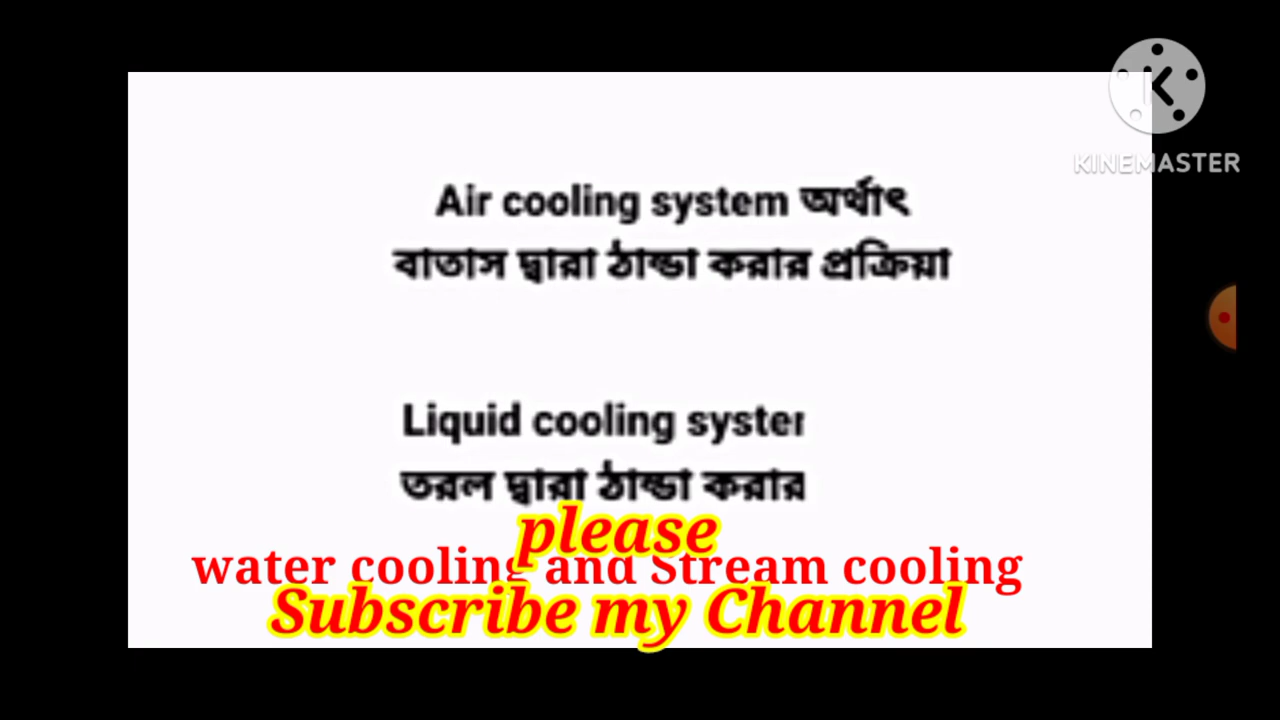 KINEMASTER
Air cooling system অর্থাৎ
বাতাস দ্বারা ঠান্ডা করার প্রক্রিয়া
Liquid cooling syster
তরল দ্বারা ঠান্ডা করার
please
water cooling and Stream cooling
Subscribe my Channel